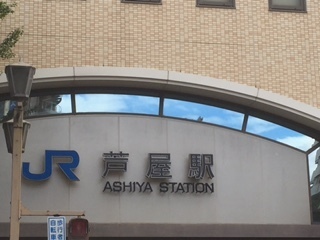 JR 芦屋駅
ASHIYA STATION